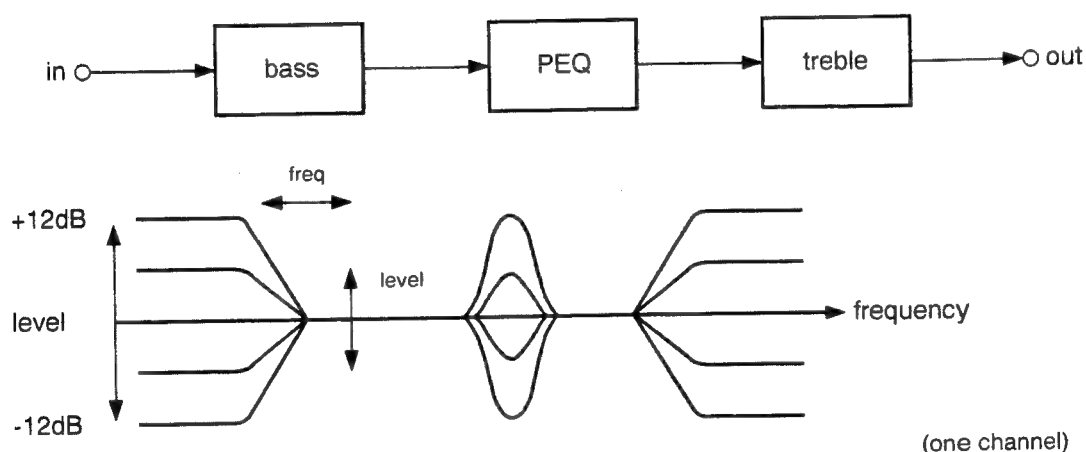 in
bass
PEQ
treble
out
freq
+12dB
level
level
frequency
-12dB
(one channel)